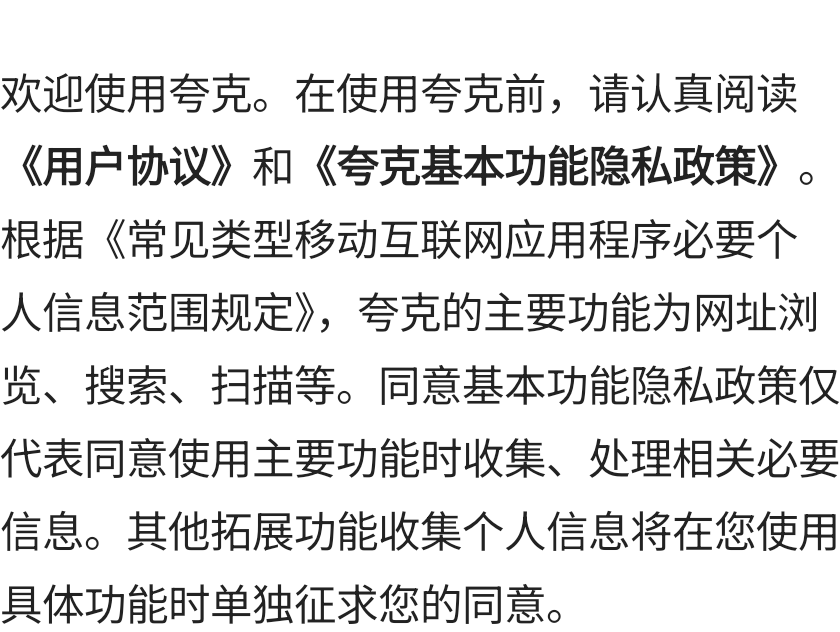 欢迎使用夸克。在使用夸克前，请认真阅读
《用户协议》和《夸克基本功能隐私政策》。
根据《常见类型移动互联网应用程序必要个
人信息范围规定》，夸克的主要功能为网址浏
览、搜索、扫描等。同意基本功能隐私政策仅
代表同意使用主要功能时收集、处理相关必要
信息。其他拓展功能收集个人信息将在您使用
具体功能时单独征求您的同意。